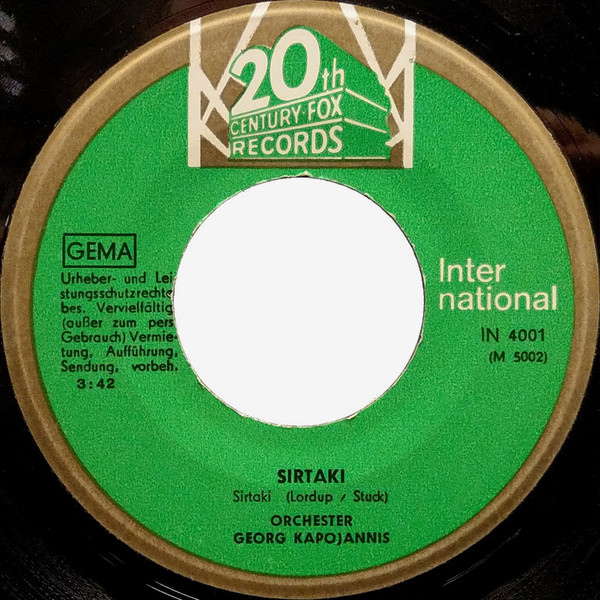 20th
CENTURY-FOX
RECORDS
GEMA
Urheber- und Lei-
stungsschutzrechte
bes. Vervielfältig
(außer zum pers
Gebrauch) Vermie-
tung, Aufführung,
Sendung, vorbeh.
3:42
Inter
national
IN 4001
(M 5002)
SIRTAKI
Sirtaki (Lordup / Stuck)
ORCHESTER
GEORG KAPOJANNIS